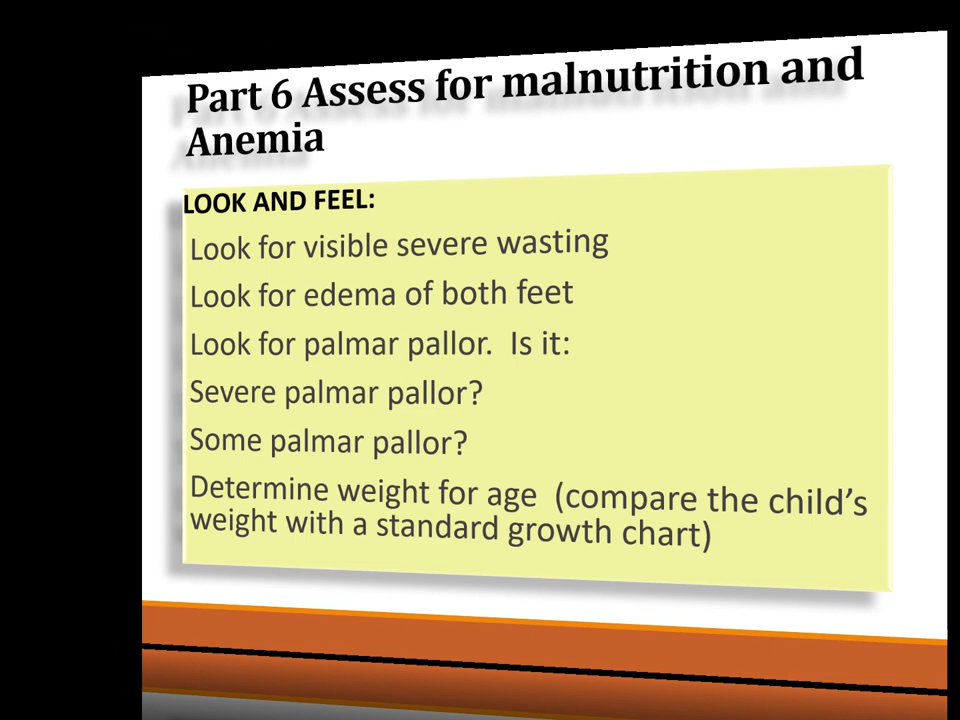 Part 6 Assess for malnutrition and
Anemia
LOOK AND FEEL:
Look for visible severe wasting
Look for edema of both feet
Look for palmar pallor.  Is it:
Severe palmar pallor?
Some palmar pallor?
Determine weight for age  (compare the child's
weight with a standard growth chart)